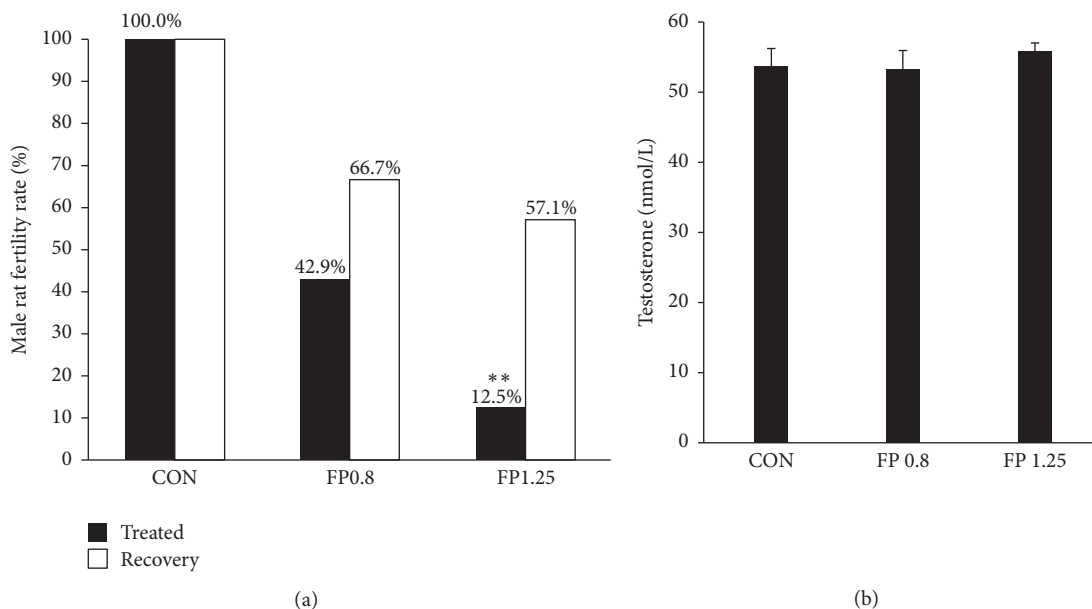 100.0%
100
90
80
70
60
50
40
30
20
10
0
Male rat fertility rate (%)
42.9%
66.7%
**
12.5%
57.1%
CON
FP0.8
FP1.25
Treated
Recovery
(a)
60
50
40
30
20
10
0
Testosterone (nmol/L)
CON
FP 0.8
FP 1.25
(b)